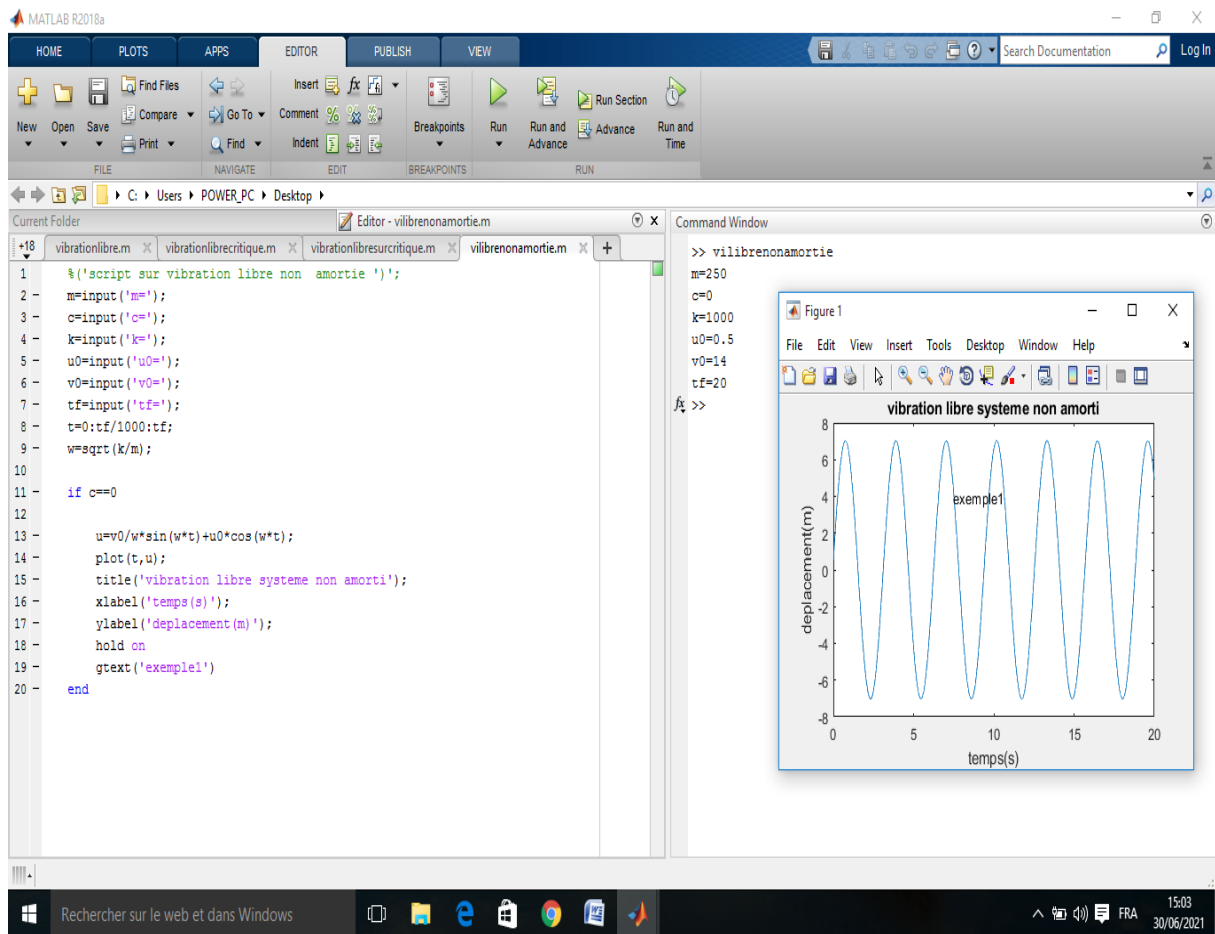 MATLAB R2018a
HOME PLOTS APPS EDITOR PUBLISH VIEW
Search Documentation Log In
New Open Save
Find Files
Compare
Print
Go To
Find
Insert fx
Comment
Indent
Breakpoints
Run
Run and Advance
Run Section
Advance
Run and Time
FILE NAVIGATE EDIT BREAKPOINTS RUN
C: Users POWER_PC Desktop
Current Folder
Editor - vilibrenonamortie.m
Command Window
+18 vibrationlibre.m vibrationlibrecritique.m vibrationlibresurcritique.m vilibrenonamortie.m +
1 %('script sur vibration libre non amortie ')';
2 - m=input('m=');
3 - c=input('c=');
4 - k=input('k=');
5 - u0=input('u0=');
6 - v0=input('v0=');
7 - tf=input('tf=');
8 - t=0:tf/1000:tf;
9 - w=sqrt(k/m);
10
11 - if c==0
12
13 - u=v0/w*sin(w*t)+u0*cos(w*t);
14 - plot(t,u);
15 - title('vibration libre systeme non amorti');
16 - xlabel('temps(s)');
17 - ylabel('deplacement(m)');
18 - hold on
19 - gtext('exemple1')
20 - end
>> vilibrenonamortie
m=250
c=0
k=1000
u0=0.5
v0=14
tf=20
fx >>
Figure 1
File Edit View Insert Tools Desktop Window Help
vibration libre systeme non amorti
8
6
4
2
0
-2
-4
-6
-8
deplacement(m)
exemple1
0 5 10 15 20
temps(s)
Rechercher sur le web et dans Windows
FRA
15:03
30/06/2021